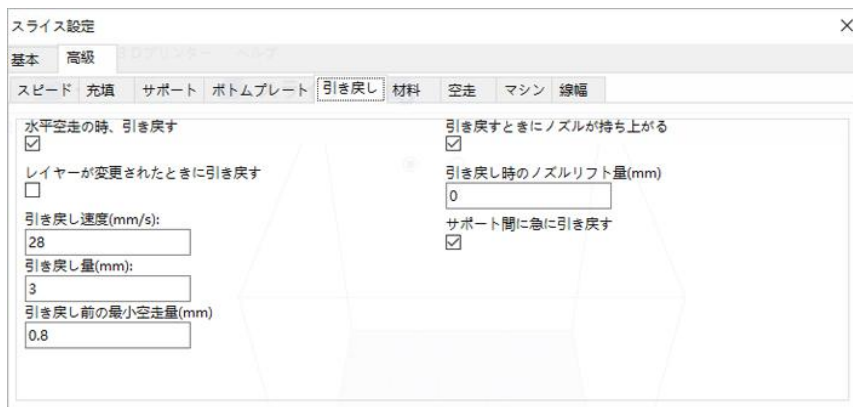 スライス設定
基本 高级
スピード 充填 サポート ボトムプレート 引き戻し 材料 空走 マシン 線幅
水平空走の時、引き戻す
レイヤーが変更されたときに引き戻す
引き戻し速度(mm/s):
28
引き戻し量(mm):
3
引き戻し前の最小空走量(mm)
0.8
引き戻すときにノズルが持ち上がる
引き戻し時のノズルリフト量(mm)
0
サポート間に急に引き戻す